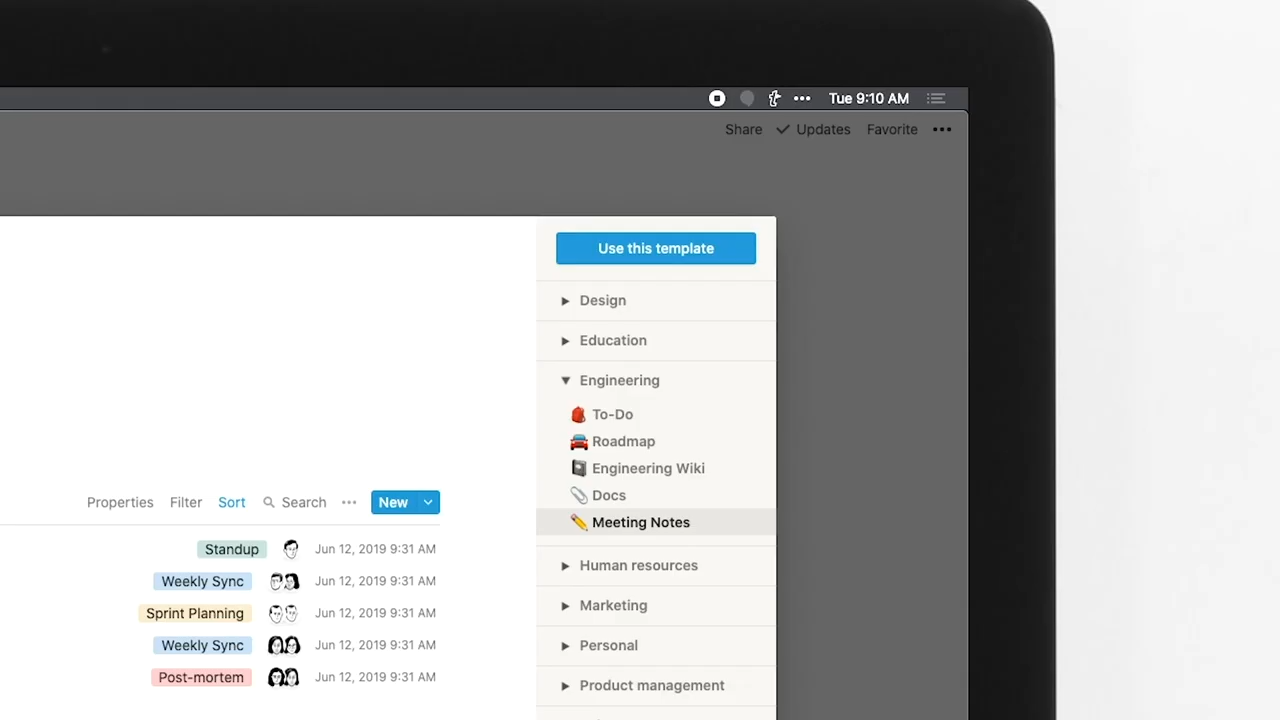 Tue 9:10 AM
Share Updates Favorite
Use this template
Design
Education
Engineering
To-Do
Roadmap
Engineering Wiki
Docs
Meeting Notes
Human resources
Marketing
Personal
Product management
Properties Filter Sort Search New
Standup Jun 12, 2019 9:31 AM
Weekly Sync Jun 12, 2019 9:31 AM
Sprint Planning Jun 12, 2019 9:31 AM
Weekly Sync Jun 12, 2019 9:31 AM
Post-mortem Jun 12, 2019 9:31 AM